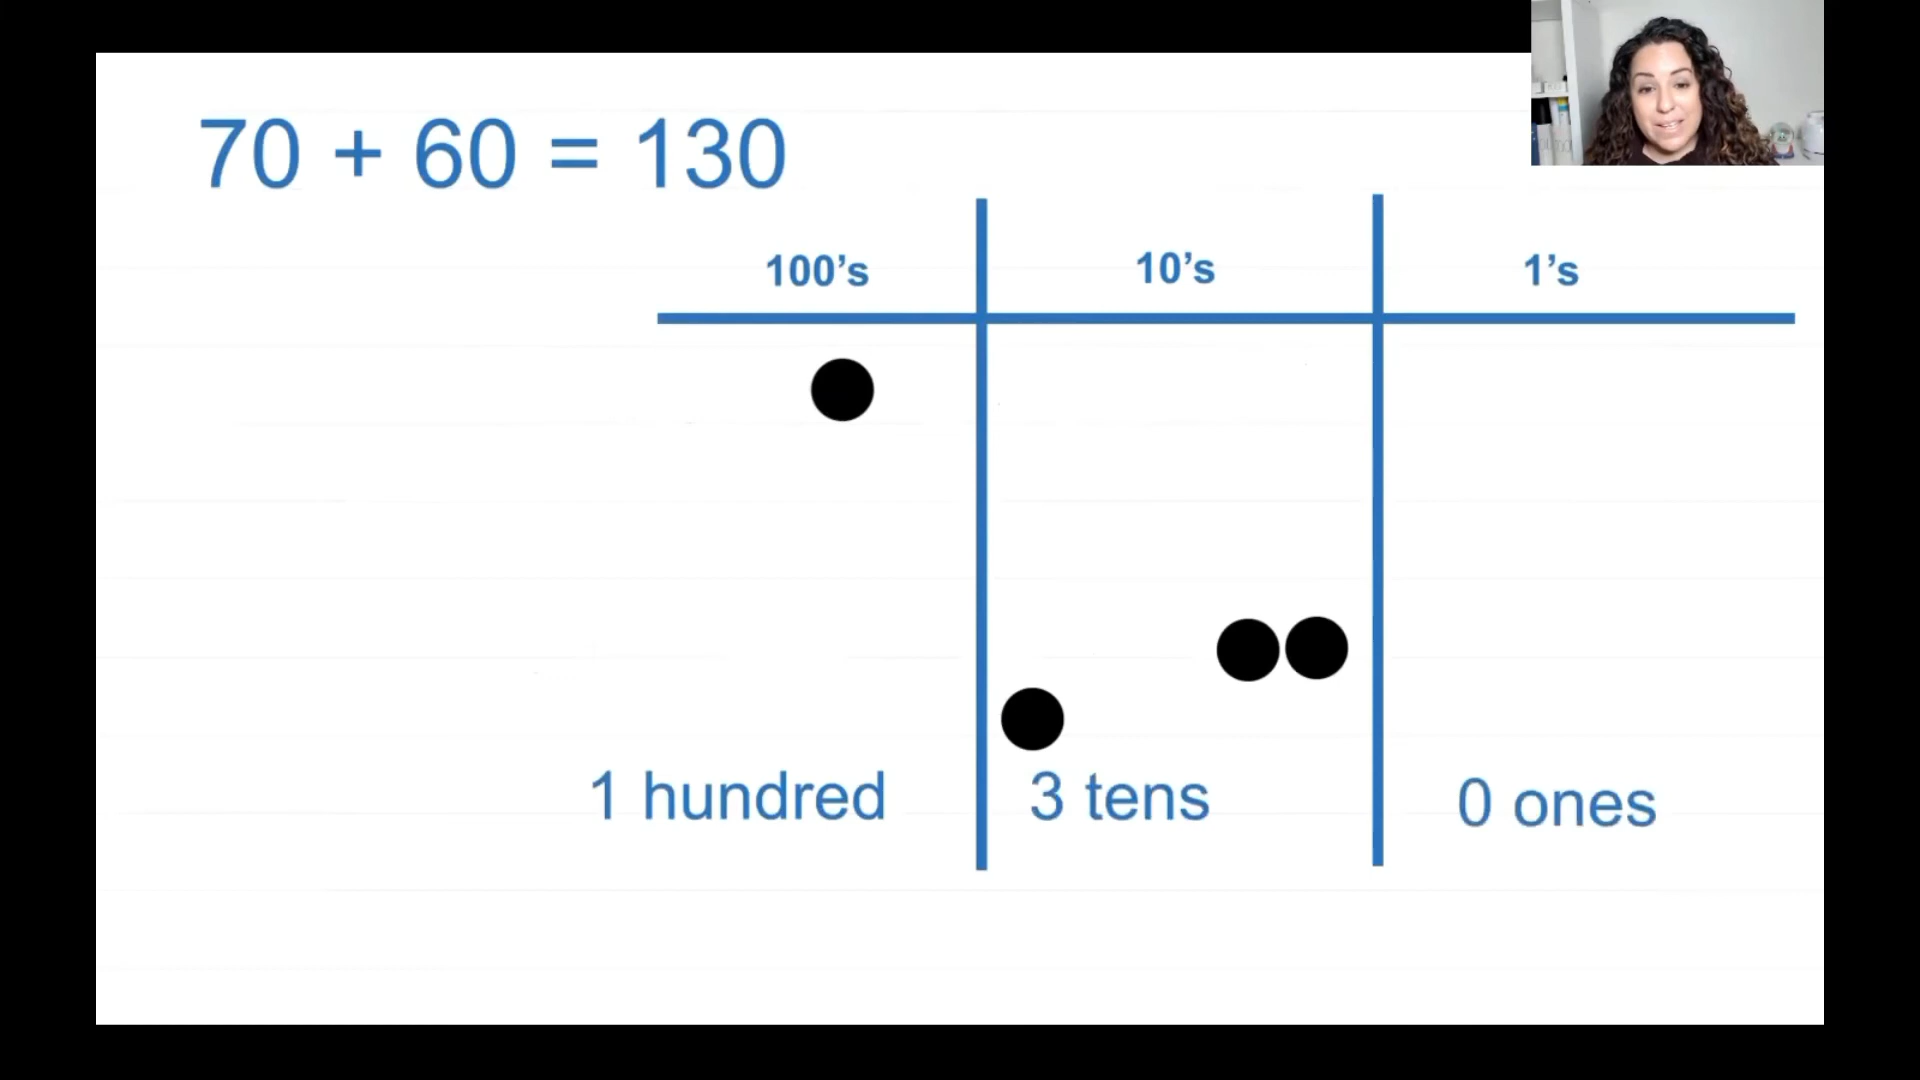 70 + 60 = 130
100’s 10’s 1’s
1 hundred 3 tens 0 ones